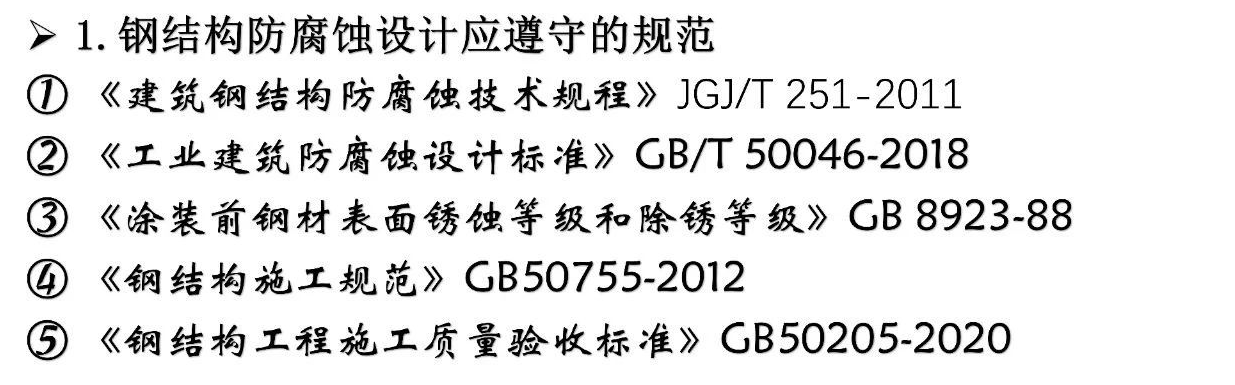 ➢ 1. 钢结构防腐蚀设计应遵守的规范
① 《建筑钢结构防腐蚀技术规程》JGJ/T 251-2011
② 《工业建筑防腐蚀设计标准》GB/T 50046-2018
③ 《涂装前钢材表面锈蚀等级和除锈等级》GB 8923-88
④ 《钢结构施工规范》GB50755-2012
⑤ 《钢结构工程施工质量验收标准》GB50205-2020